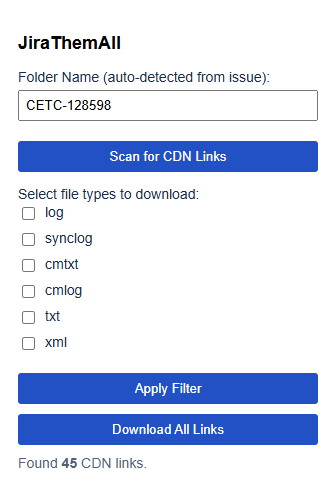 JiraThemAll
Folder Name (auto-detected from issue):
CETC-128598
Scan for CDN Links
Select file types to download:
log
synclog
cmtxt
cmlog
txt
xml
Apply Filter
Download All Links
Found 45 CDN links.